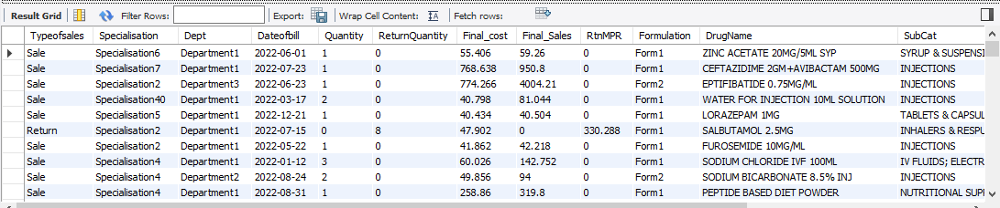 Result Grid Filter Rows: Export: Wrap Cell Content: Fetch rows:
Typeofsales Specialisation Dept Dateofbill Quantity ReturnQuantity Final_cost Final_Sales RtnMPR Formulation DrugName SubCat
Sale Specialisation6 Department1 2022-06-01 1 0 55.406 59.26 0 Form1 ZINC ACETATE 20MG/5ML SYP SYRUP & SUSPENSI
Sale Specialisation7 Department1 2022-07-23 1 0 768.638 950.8 0 Form1 CEFTAZIDIME 2GM+AVIBACTAM 500MG INJECTIONS
Sale Specialisation2 Department3 2022-06-23 1 0 774.266 4004.21 0 Form2 EPTIFIBATIDE 0.75MG/ML INJECTIONS
Sale Specialisation40 Department1 2022-03-17 2 0 40.798 81.044 0 Form1 WATER FOR INJECTION 10ML SOLUTION INJECTIONS
Sale Specialisation5 Department1 2022-12-21 1 0 40.434 40.504 0 Form1 LORAZEPAM 1MG TABLETS & CAPSUL
Return Specialisation2 Department1 2022-07-15 0 8 47.902 0 330.288 Form1 SALBUTAMOL 2.5MG INHALERS & RESPU
Sale Specialisation2 Department1 2022-05-22 1 0 41.862 42.218 0 Form1 FUROSEMIDE 10MG/ML INJECTIONS
Sale Specialisation4 Department1 2022-01-12 3 0 60.026 142.752 0 Form1 SODIUM CHLORIDE IVF 100ML IV FLUIDS; ELECTR
Sale Specialisation4 Department2 2022-08-24 2 0 49.856 94 0 Form2 SODIUM BICARBONATE 8.5% INJ INJECTIONS
Sale Specialisation4 Department1 2022-08-31 1 0 258.86 319.8 0 Form1 PEPTIDE BASED DIET POWDER NUTRITIONAL SUP